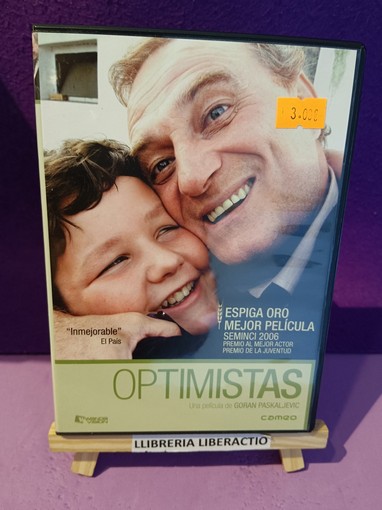 3.00€
"Inmejorable"
El País
ESPIGA ORO
MEJOR PELÍCULA
SEMINCI 2006
PREMIO AL MEJOR ACTOR
PREMIO DE LA JUVENTUD
OPTIMISTAS
Una película de GORAN PASKALJEVIC
cameo
LLIBRERIA LIBERACTIO